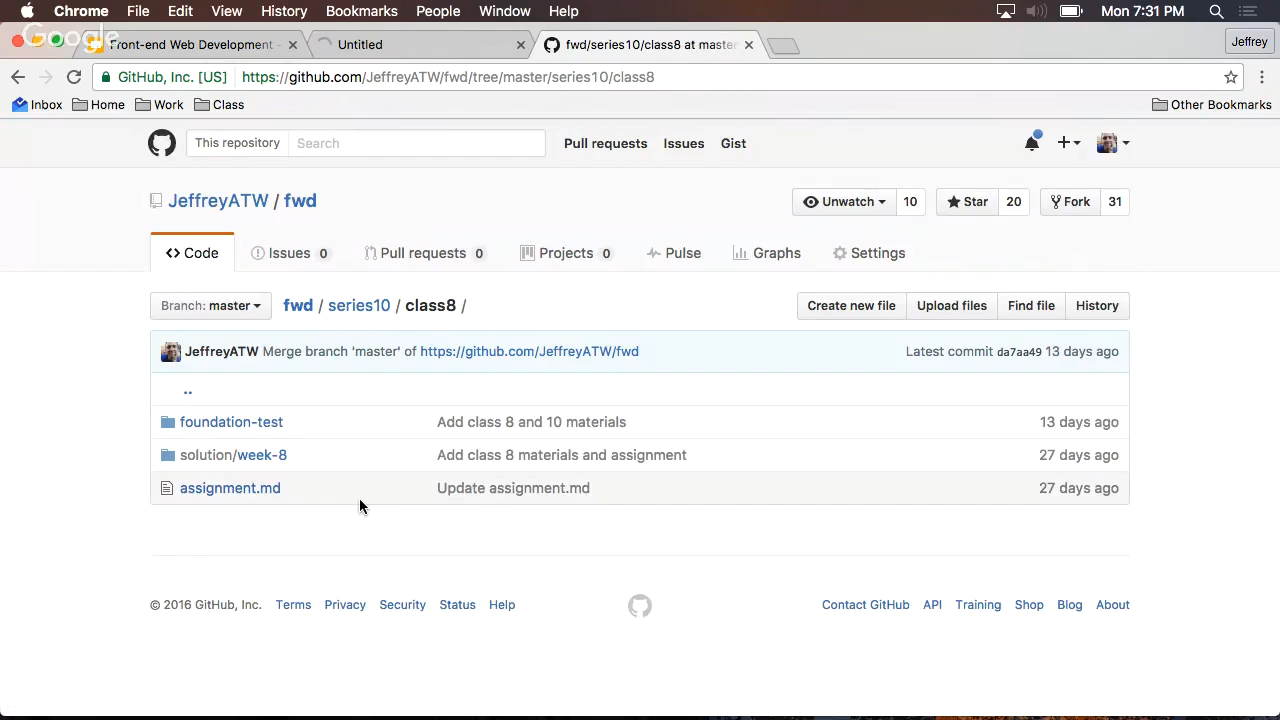 Chrome File Edit View History Bookmarks People Window Help Mon 7:31 PM
Google
Front-end Web Development - Untitled fwd/series10/class8 at master Jeffrey
GitHub, Inc. [US] https://github.com/JeffreyATW/fwd/tree/master/series10/class8
Inbox Home Work Class Other Bookmarks
This repository Search Pull requests Issues Gist
JeffreyATW / fwd Unwatch 10 Star 20 Fork 31
<> Code Issues 0 Pull requests 0 Projects 0 Pulse Graphs Settings
Branch: master fwd / series10 / class8 / Create new file Upload files Find file History
JeffreyATW Merge branch 'master' of https://github.com/JeffreyATW/fwd Latest commit da7aa49 13 days ago
..
foundation-test Add class 8 and 10 materials 13 days ago
solution/week-8 Add class 8 materials and assignment 27 days ago
assignment.md Update assignment.md 27 days ago
© 2016 GitHub, Inc. Terms Privacy Security Status Help Contact GitHub API Training Shop Blog About